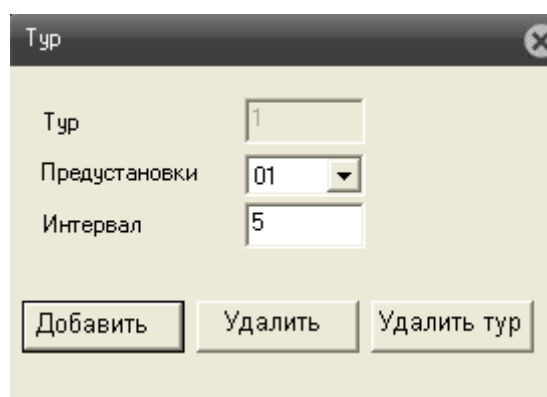 Тур
Тур 1
Предустановки 01
Интервал 5
Добавить Удалить Удалить тур